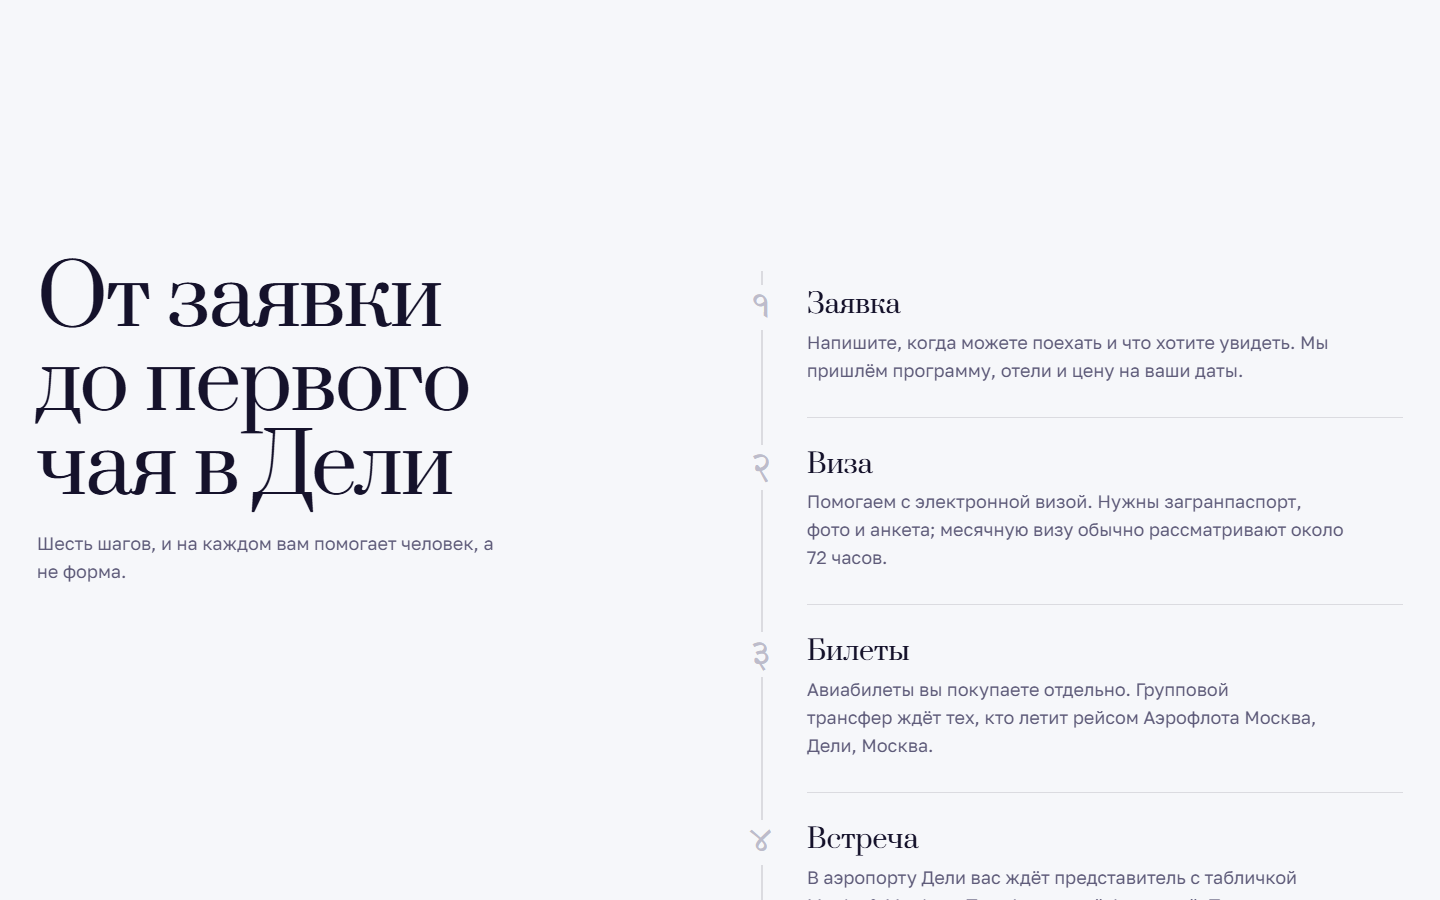 От заявки
до первого
чая в Дели
Шесть шагов, и на каждом вам помогает человек, а
не форма.
१
Заявка
Напишите, когда можете поехать и что хотите увидеть. Мы
пришлём программу, отели и цену на ваши даты.
२
Виза
Помогаем с электронной визой. Нужны загранпаспорт,
фото и анкета; месячную визу обычно рассматривают около
72 часов.
३
Билеты
Авиабилеты вы покупаете отдельно. Групповой
трансфер ждёт тех, кто летит рейсом Аэрофлота Москва,
Дели, Москва.
४
Встреча
В аэропорту Дели вас ждёт представитель с табличкой